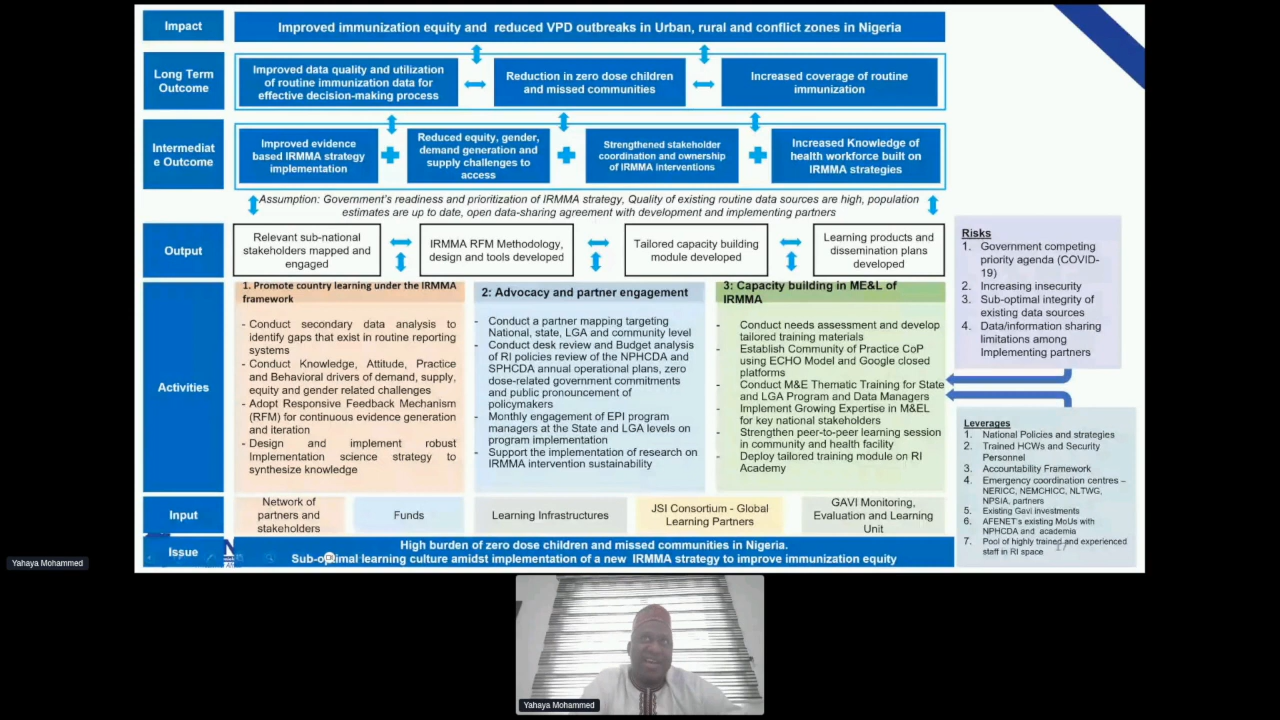 Impact
Improved immunization equity and reduced VPD outbreaks in Urban, rural and conflict zones in Nigeria
Long Term
Outcome
Improved data quality and utilization
of routine immunization data for
effective decision-making process
Reduction in zero dose children
and missed communities
Increased coverage of routine
immunization
Intermediat
e Outcome
Improved evidence
based IRMMA strategy
implementation
Reduced equity, gender,
demand generation and
supply challenges to
access
Strengthened stakeholder
coordination and ownership
of IRMMA interventions
Increased Knowledge of
health workforce built on
IRMMA strategies
Assumption: Government's readiness and prioritization of IRMMA strategy, Quality of existing routine data sources are high, population
estimates are up to date, open data-sharing agreement with development and implementing partners
Output
Relevant sub-national
stakeholders mapped and
engaged
IRMMA RFM Methodology,
design and tools developed
Tailored capacity building
module developed
Learning products and
dissemination plans
developed
Activities
1. Promote country learning under the IRMMA
framework
- Conduct secondary data analysis to
identify gaps that exist in routine reporting
systems
- Conduct Knowledge, Attitude, Practice
and Behavioral drivers of demand, supply,
equity and gender related challenges
- Adopt Responsive Feedback Mechanism
(RFM) for continuous evidence generation
and iteration
- Design and implement robust
Implementation science strategy to
synthesize knowledge
2: Advocacy and partner engagement
- Conduct a partner mapping targeting
National, state, LGA and community level
- Conduct desk review and Budget analysis
of RI policies review of the NPHCDA and
SPHCDA annual operational plans, zero
dose-related government commitments
and public pronouncement of
policymakers
- Monthly engagement of EPI program
managers at the State and LGA levels on
program implementation
- Support the implementation of research on
IRMMA intervention sustainability
3: Capacity building in ME&L of
IRMMA
- Conduct needs assessment and develop
tailored training materials
- Establish Community of Practice CoP
using ECHO Model and Google closed
platforms
- Conduct M&E Thematic Training for State
and LGA Program and Data Managers
- Implement Growing Expertise in M&EL
for key national stakeholders
- Strengthen peer-to-peer learning session
in community and health facility
- Deploy tailored training module on RI
Academy
Input
Network of
partners and
stakeholders
Funds
Learning Infrastructures
JSI Consortium - Global
Learning Partners
GAVI Monitoring,
Evaluation and Learning
Unit
Issue
High burden of zero dose children and missed communities in Nigeria.
Sub-optimal learning culture amidst implementation of a new IRMMA strategy to improve immunization equity
Risks
1. Government competing
priority agenda (COVID-
19)
2. Increasing insecurity
3. Sub-optimal integrity of
existing data sources
4. Data/information sharing
limitations among
Implementing partners
Leverages
1. National Policies and strategies
2. Trained HCWs and Security
Personnel
3. Accountability Framework
4. Emergency coordination centres –
NERICC, NEMCHICC, NLTWG,
NPSIA, partners
5. Existing Gavi investments
6. AFENET's existing MoUs with
NPHCDA and academia
7. Pool of highly trained and experienced
staff in RI space
17
Yahaya Mohammed
Yahaya Mohammed